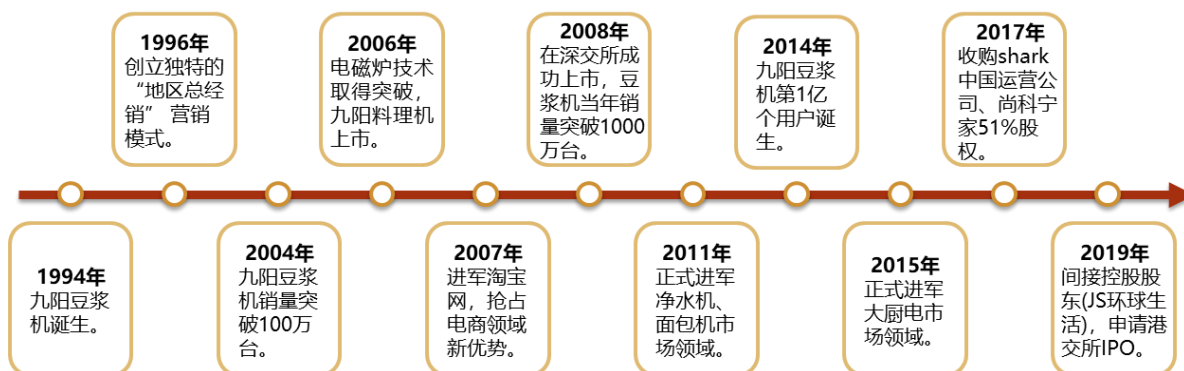 1996年
创立独特的
“地区总经
销” 营销
模式。
2006年
电磁炉技术
取得突破，
九阳料理机
上市。
2008年
在深交所成
功上市，豆
浆机当年销
量突破1000
万台。
2014年
九阳豆浆
机第1亿
个用户诞
生。
2017年
收购shark
中国运营公
司、尚科宁
家51%股
权。
1994年
九阳豆浆
机诞生。
2004年
九阳豆浆
机销量突
破100万
台。
2007年
进军淘宝
网，抢占
电商领域
新优势。
2011年
正式进军
净水机、
面包机市
场领域。
2015年
正式进军
大厨电市
场领域。
2019年
间接控股股
东(JS环球生
活)，申请港
交所IPO。